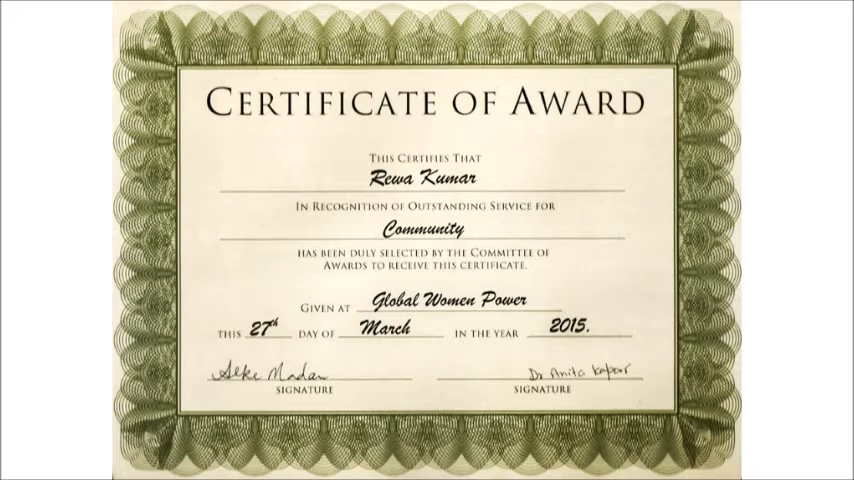 CERTIFICATE OF AWARD
THIS CERTIFIES THAT
Rewa Kumar
IN RECOGNITION OF OUTSTANDING SERVICE FOR
Community
HAS BEEN DULY SELECTED BY THE COMMITTEE OF
AWARDS TO RECEIVE THIS CERTIFICATE.
GIVEN AT Global Women Power
THIS 27th DAY OF March IN THE YEAR 2015.
Madan Dr Anita Kapoor
SIGNATURE SIGNATURE